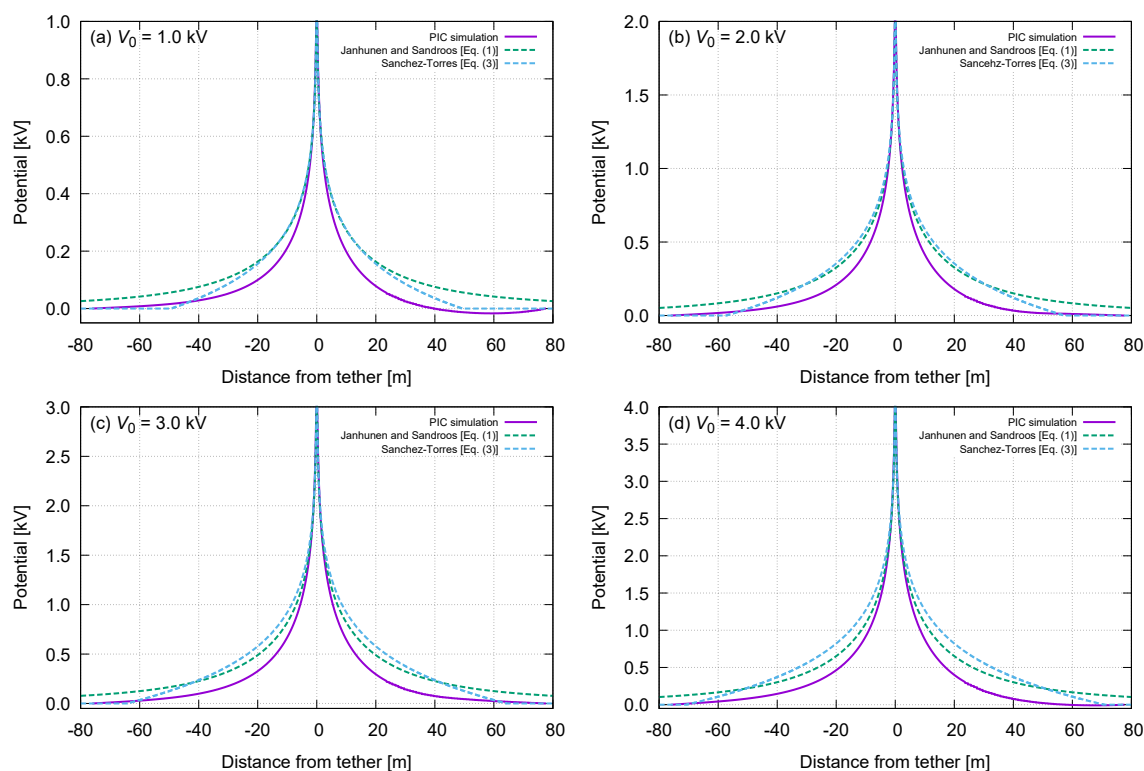 (a) V0 = 1.0 kV
PIC simulation
Janhunen and Sandroos [Eq. (1)]
Sanchez-Torres [Eq. (3)]
1.0
0.8
0.6
0.4
0.2
0.0
Potential [kV]
-80 -60 -40 -20 0 20 40 60 80
Distance from tether [m]
(b) V0 = 2.0 kV
PIC simulation
Janhunen and Sandroos [Eq. (1)]
Sancehz-Torres [Eq. (3)]
2.0
1.5
1.0
0.5
0.0
Potential [kV]
-80 -60 -40 -20 0 20 40 60 80
Distance from tether [m]
(c) V0 = 3.0 kV
PIC simulation
Janhunen and Sandroos [Eq. (1)]
Sanchez-Torres [Eq. (3)]
3.0
2.5
2.0
1.5
1.0
0.5
0.0
Potential [kV]
-80 -60 -40 -20 0 20 40 60 80
Distance from tether [m]
(d) V0 = 4.0 kV
PIC simulation
Janhunen and Sandroos [Eq. (1)]
Sanchez-Torres [Eq. (3)]
4.0
3.5
3.0
2.5
2.0
1.5
1.0
0.5
0.0
Potential [kV]
-80 -60 -40 -20 0 20 40 60 80
Distance from tether [m]